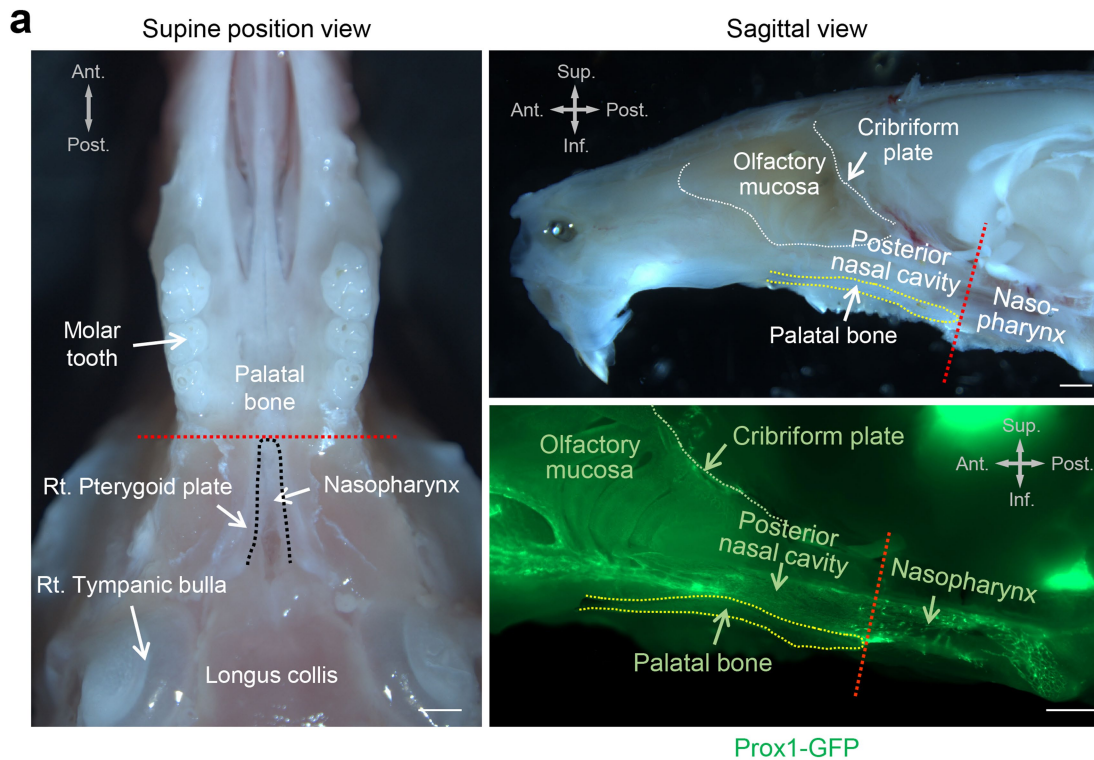 a
Supine position view
Ant.
Post.
Molar
tooth
Palatal
bone
Rt. Pterygoid plate
Nasopharynx
Rt. Tympanic bulla
Longus collis
Sagittal view
Sup.
Ant.
Post.
Inf.
Cribriform
plate
Olfactory
mucosa
Posterior
nasal cavity
Naso-
pharynx
Palatal bone
Olfactory
mucosa
Cribriform plate
Sup.
Ant.
Post.
Inf.
Posterior
nasal cavity
Nasopharynx
Palatal bone
Prox1-GFP